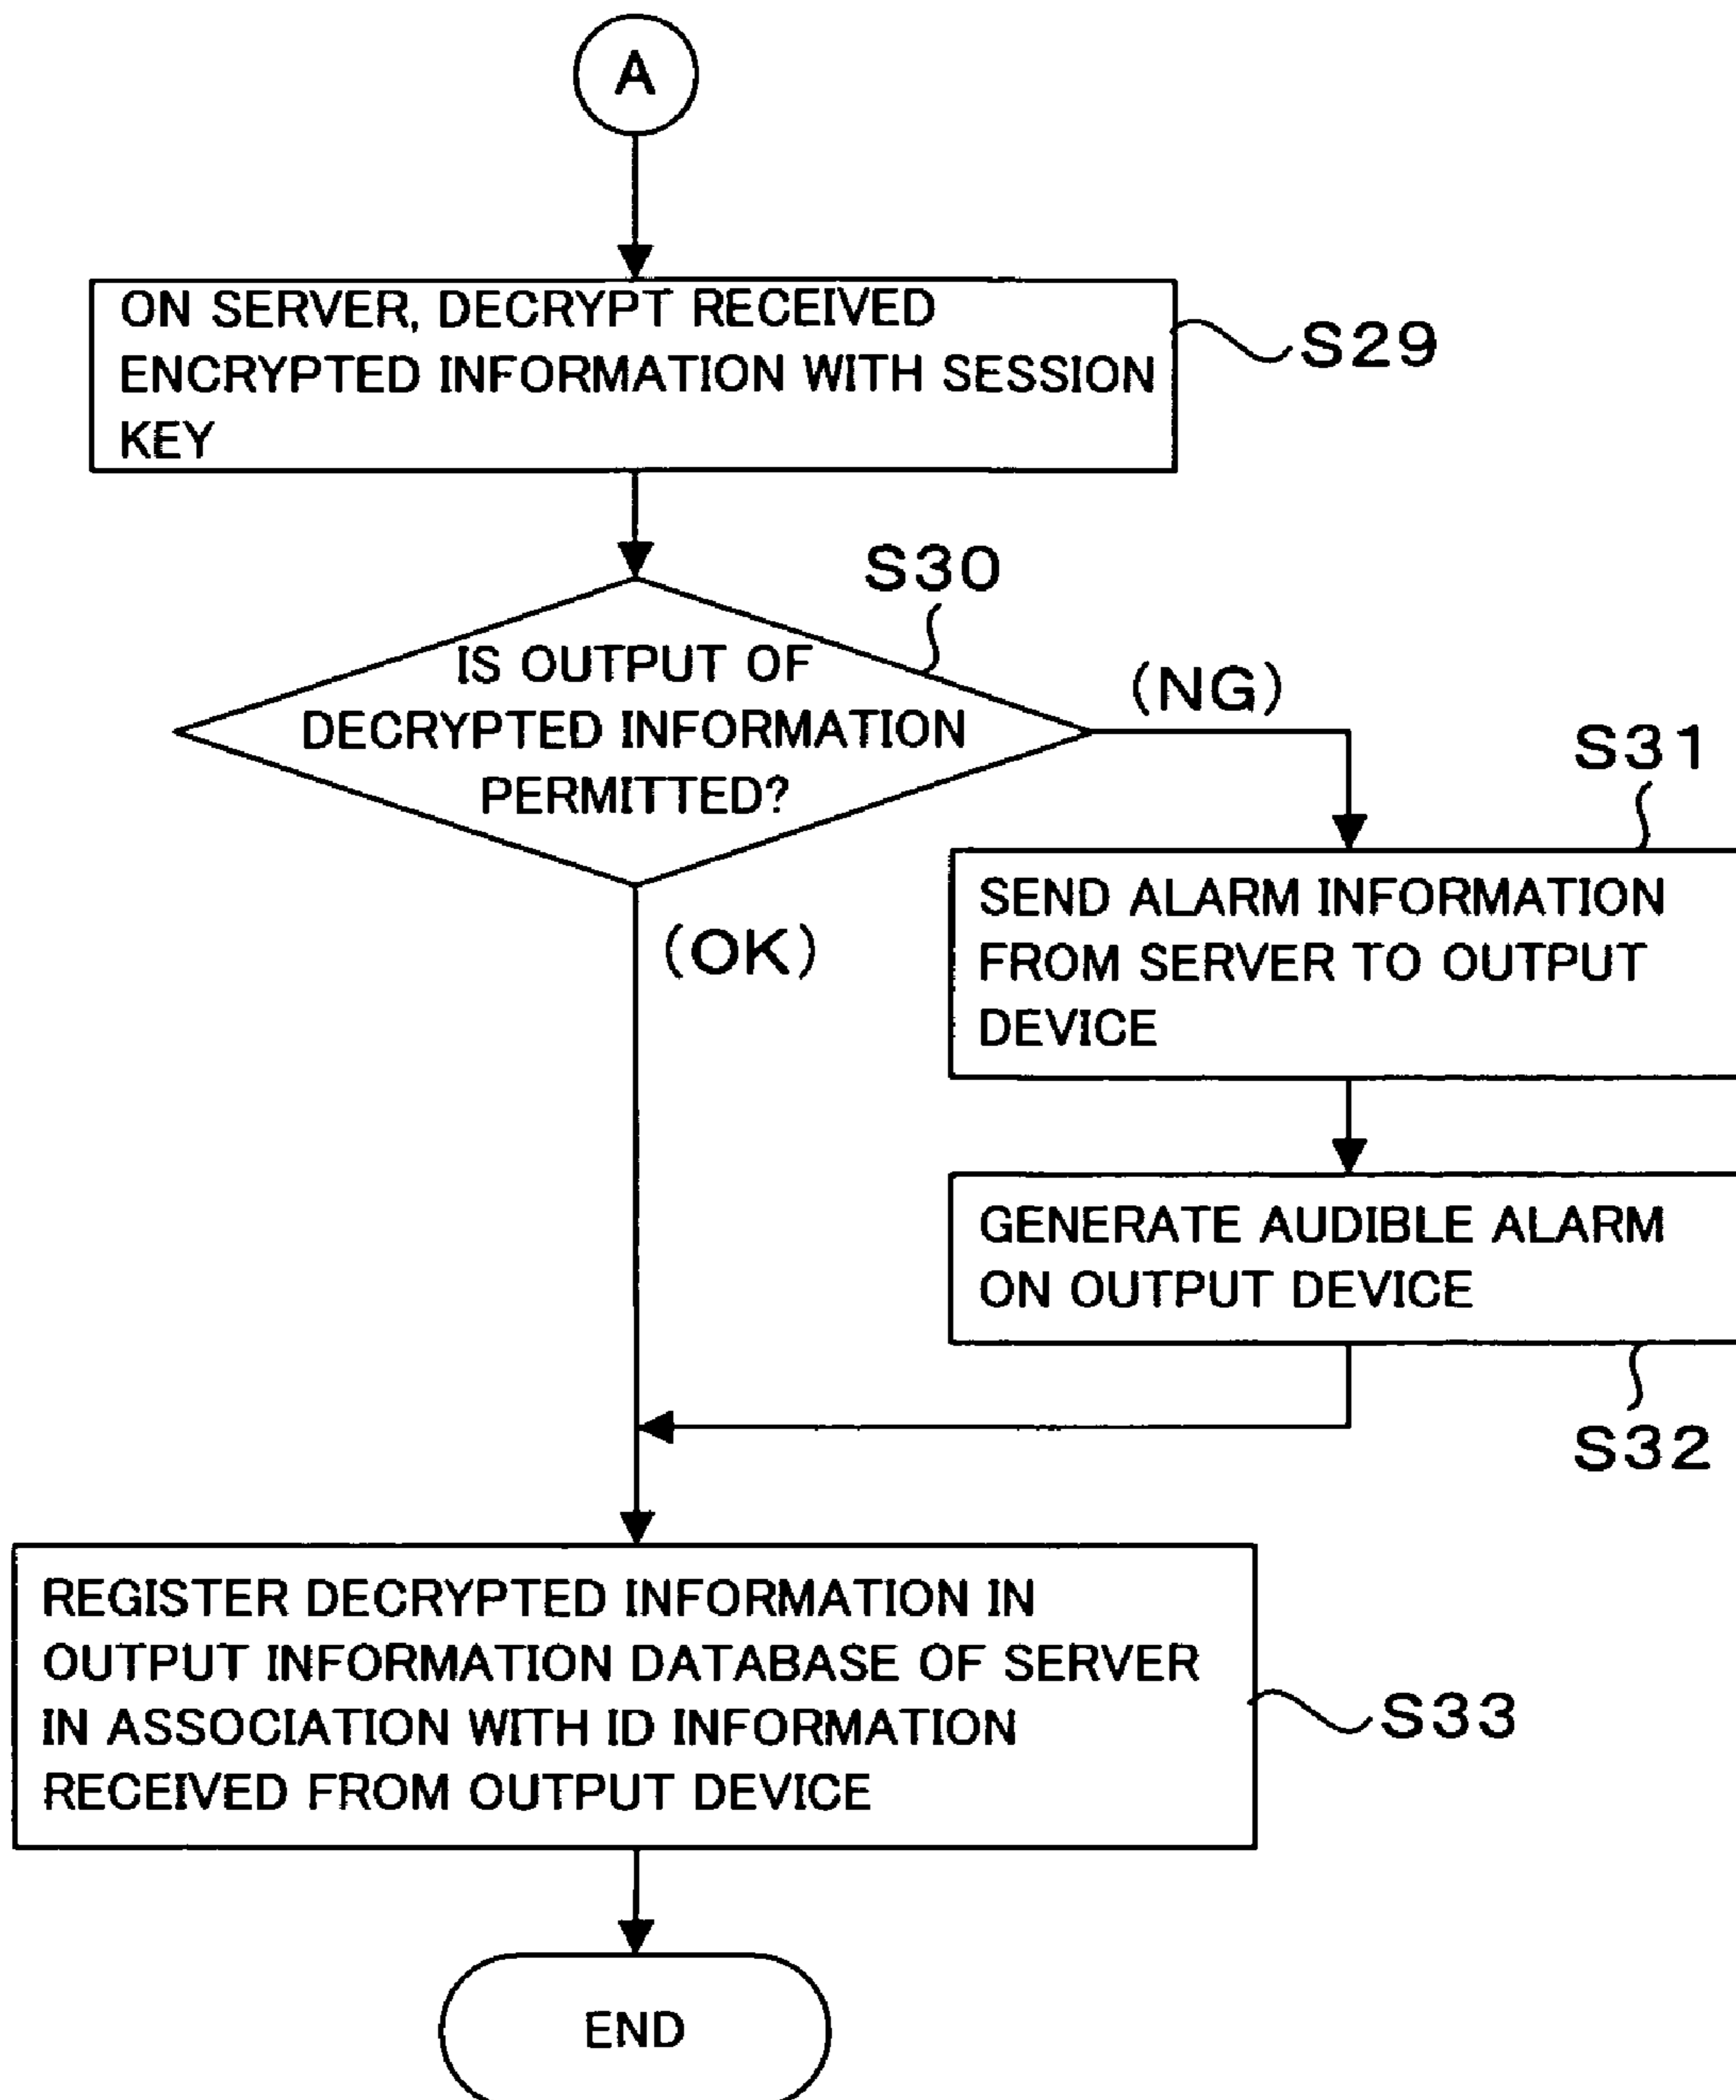 A
ON SERVER, DECRYPT RECEIVED
ENCRYPTED INFORMATION WITH SESSION
KEY
S29
S30
IS OUTPUT OF
DECRYPTED INFORMATION
PERMITTED?
(NG)
(OK)
S31
SEND ALARM INFORMATION
FROM SERVER TO OUTPUT
DEVICE
GENERATE AUDIBLE ALARM
ON OUTPUT DEVICE
S32
REGISTER DECRYPTED INFORMATION IN
OUTPUT INFORMATION DATABASE OF SERVER
IN ASSOCIATION WITH ID INFORMATION
RECEIVED FROM OUTPUT DEVICE
S33
END